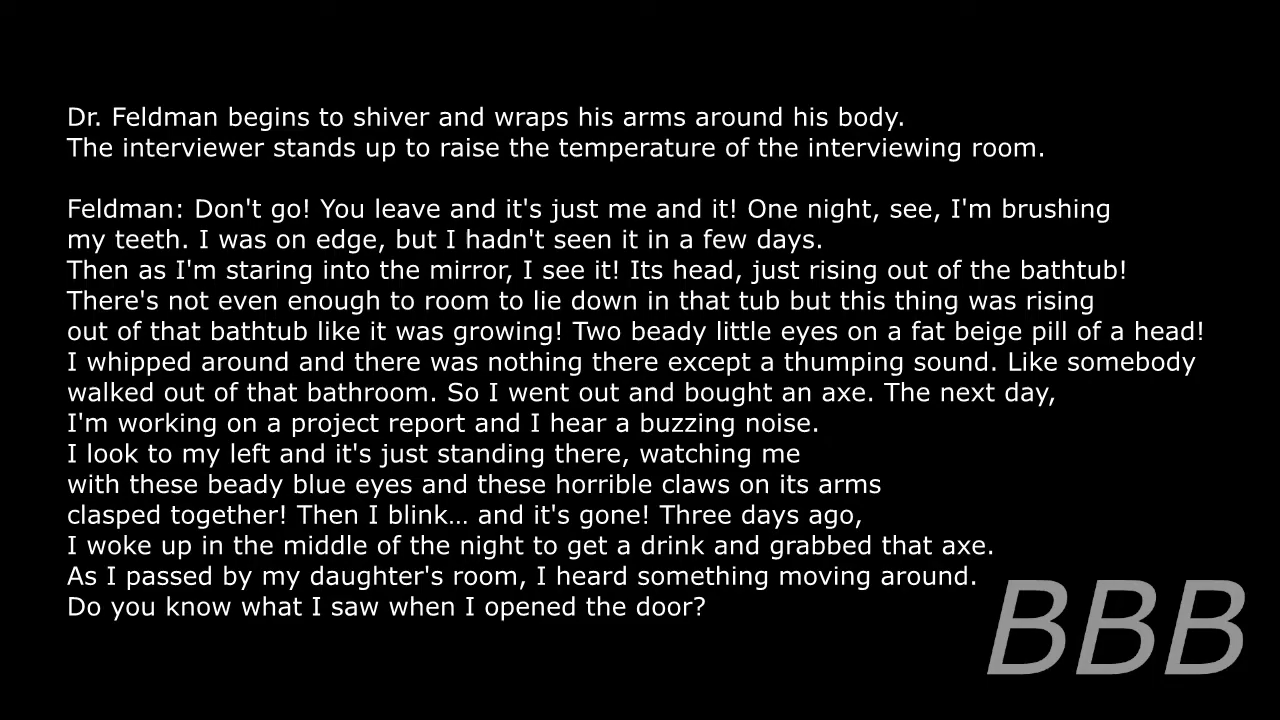 Dr. Feldman begins to shiver and wraps his arms around his body.
The interviewer stands up to raise the temperature of the interviewing room.
Feldman: Don't go! You leave and it's just me and it! One night, see, I'm brushing
my teeth. I was on edge, but I hadn't seen it in a few days.
Then as I'm staring into the mirror, I see it! Its head, just rising out of the bathtub!
There's not even enough to room to lie down in that tub but this thing was rising
out of that bathtub like it was growing! Two beady little eyes on a fat beige pill of a head!
I whipped around and there was nothing there except a thumping sound. Like somebody
walked out of that bathroom. So I went out and bought an axe. The next day,
I'm working on a project report and I hear a buzzing noise.
I look to my left and it's just standing there, watching me
with these beady blue eyes and these horrible claws on its arms
clasped together! Then I blink… and it's gone! Three days ago,
I woke up in the middle of the night to get a drink and grabbed that axe.
As I passed by my daughter's room, I heard something moving around.
Do you know what I saw when I opened the door?
BBB